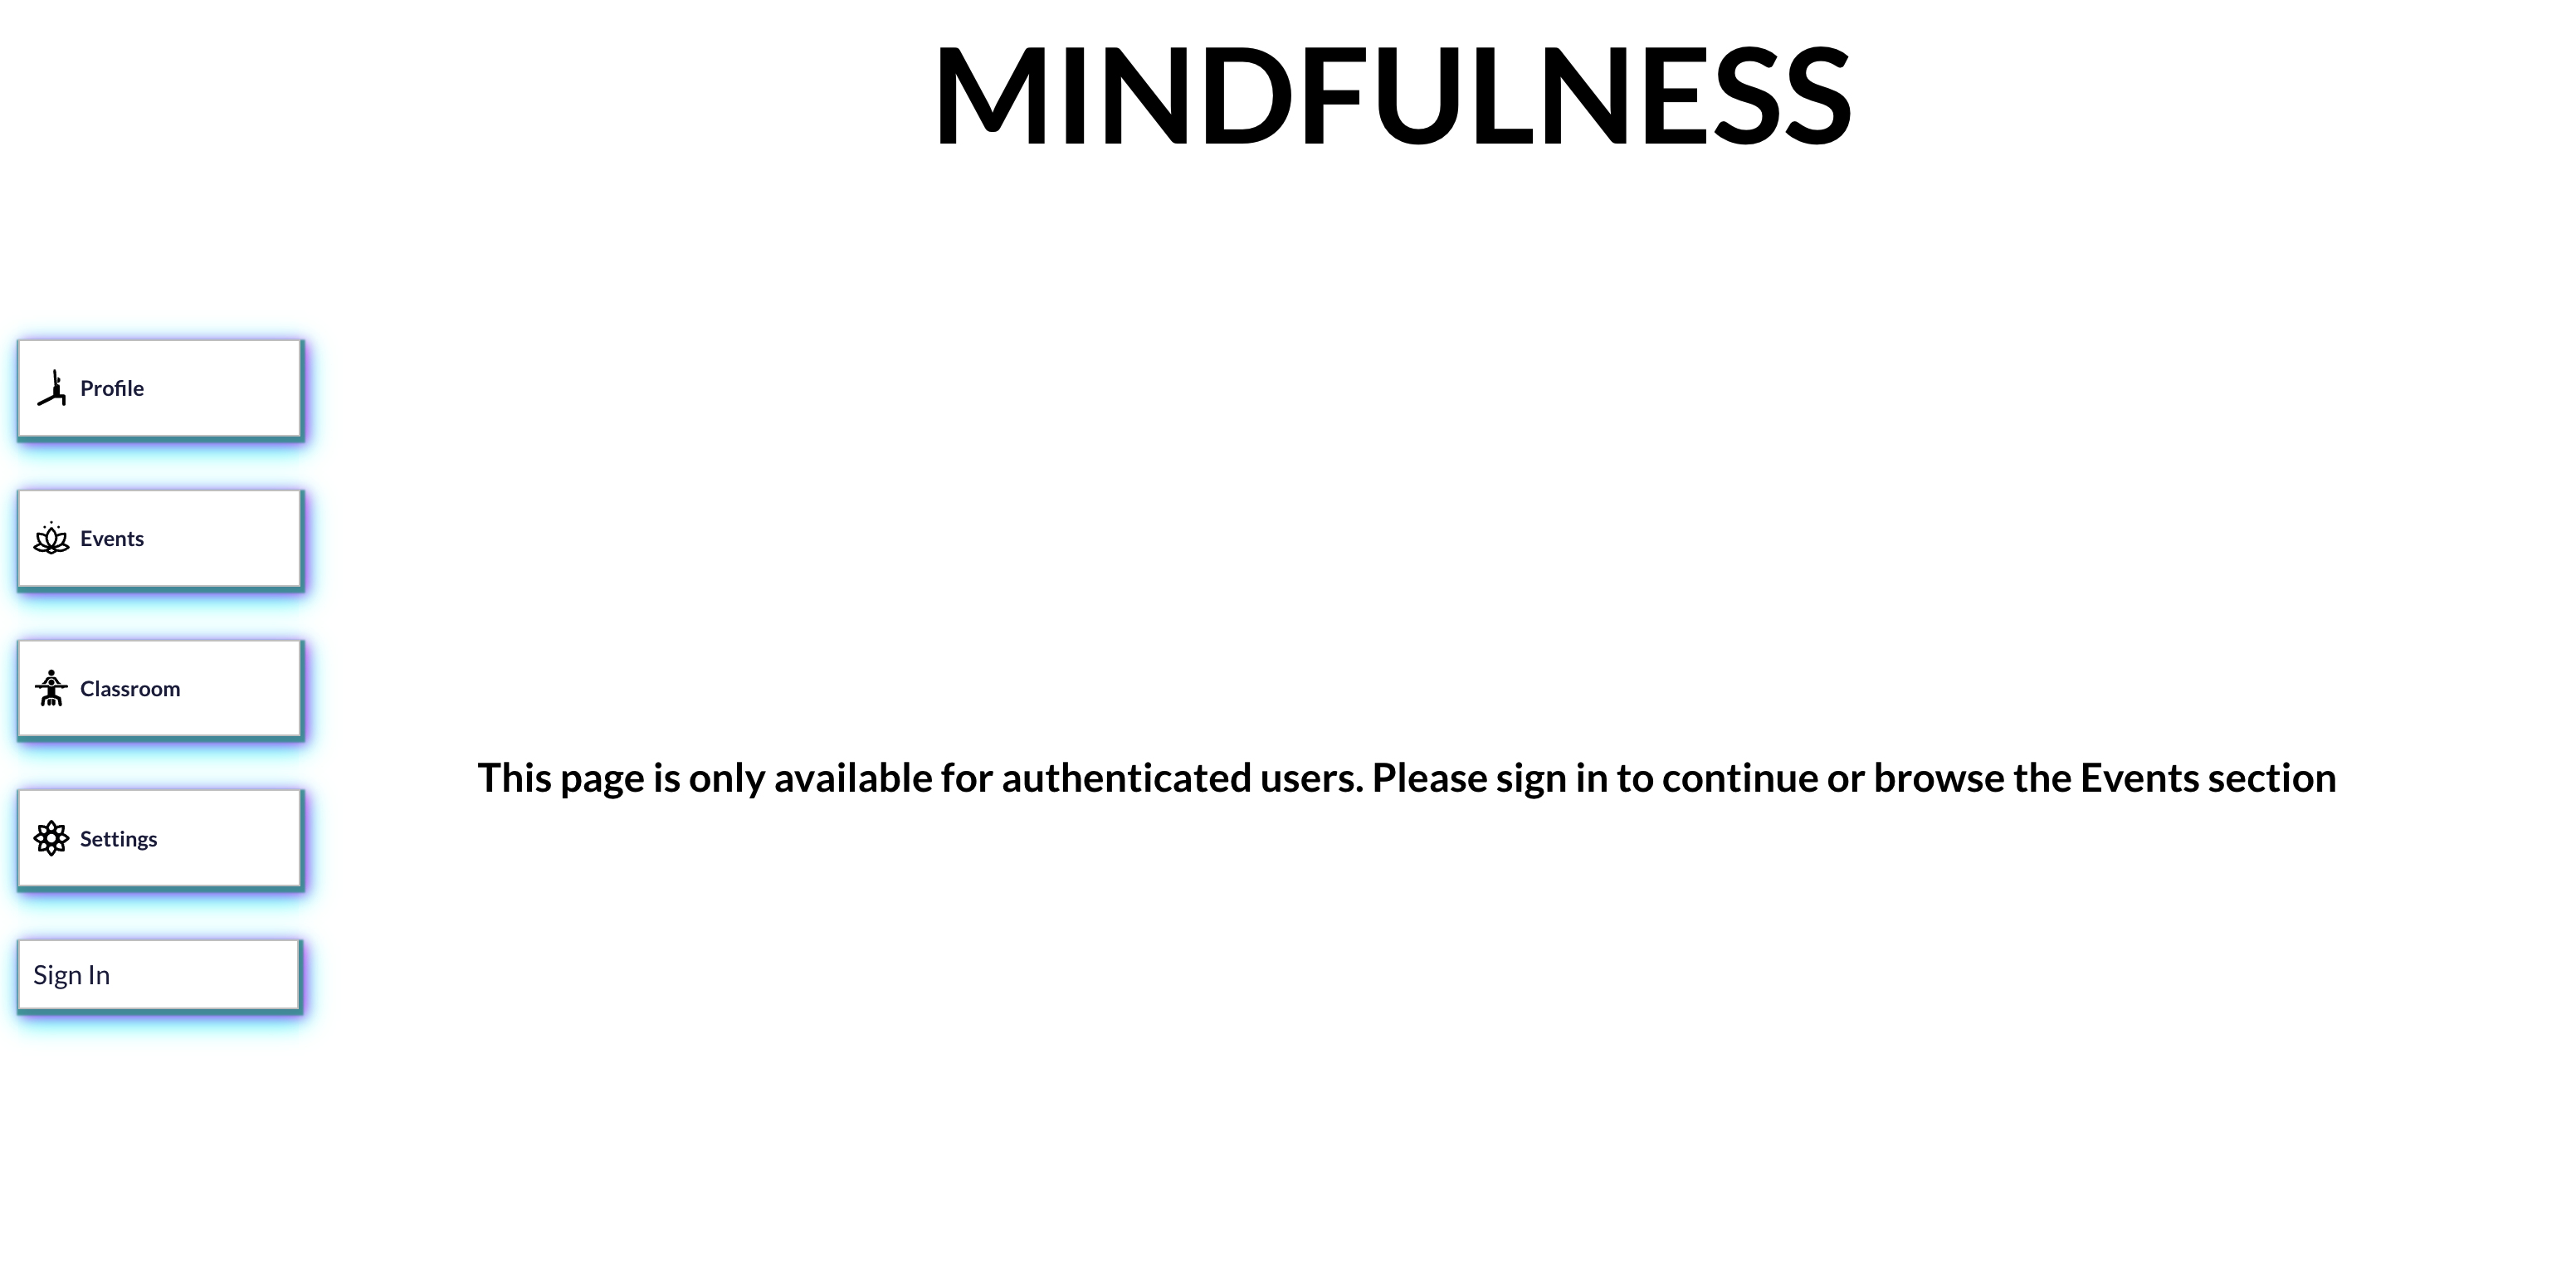 MINDFULNESS
Profile
Events
Classroom
This page is only available for authenticated users. Please sign in to continue or browse the Events section
Settings
Sign In